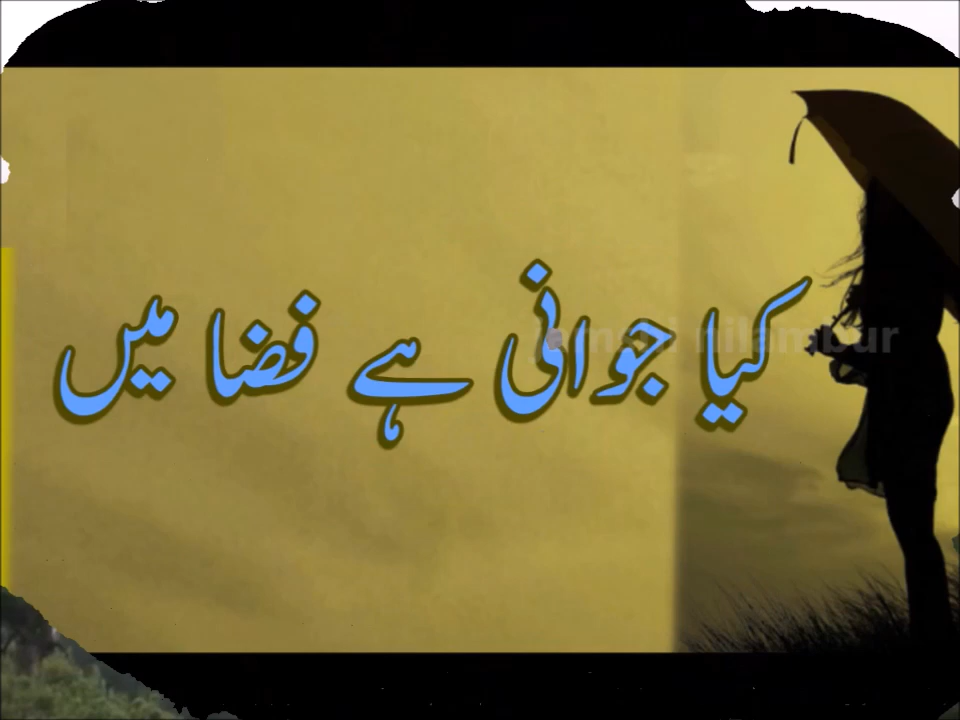 کیا جوانی ہے فضا میں